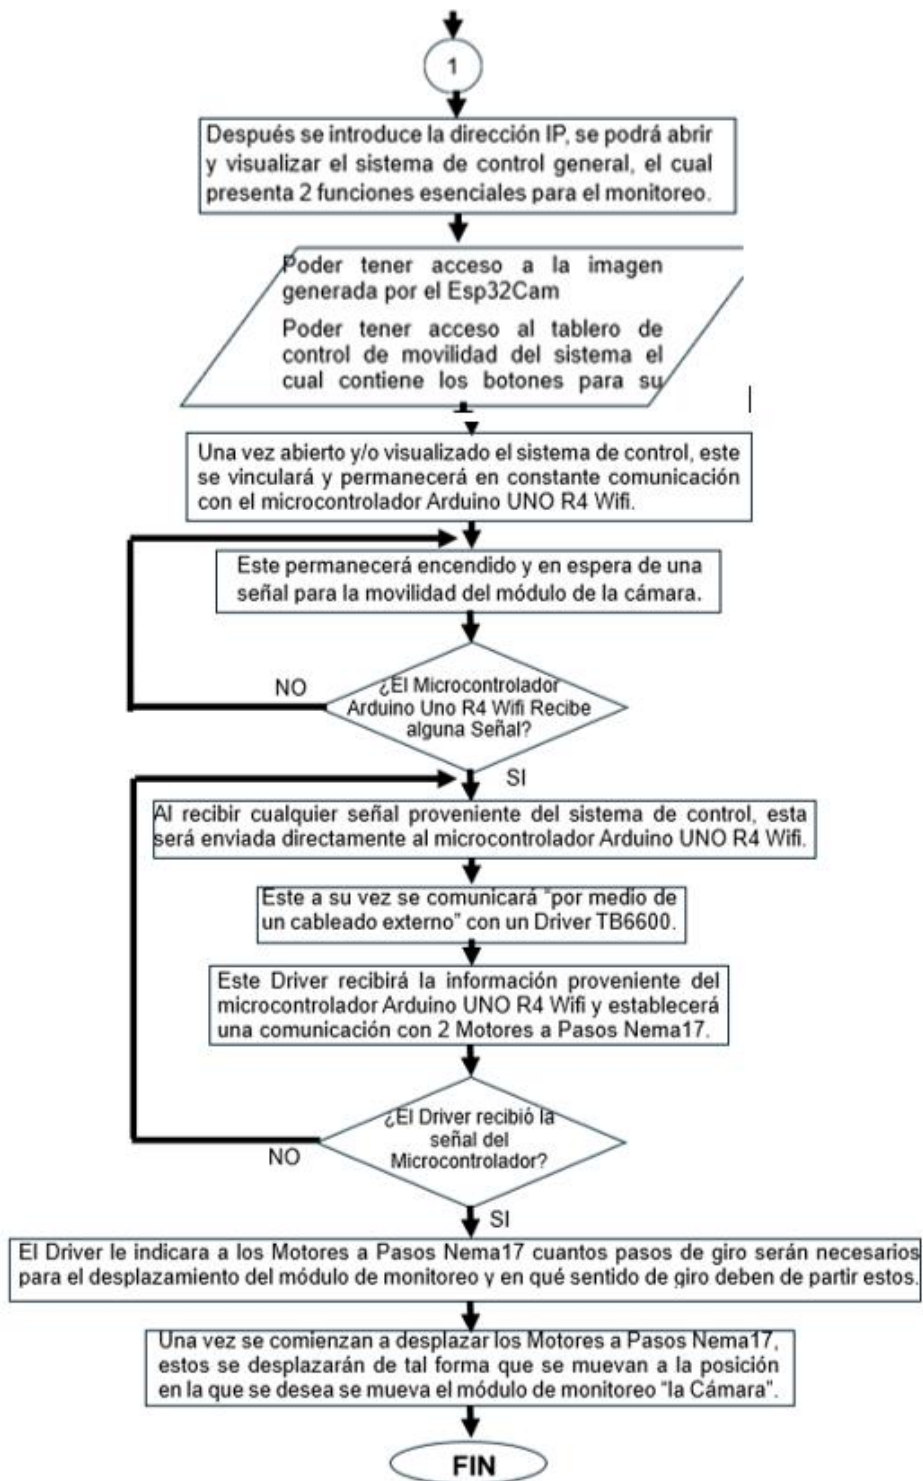 1
Después se introduce la dirección IP, se podrá abrir
y visualizar el sistema de control general, el cual
presenta 2 funciones esenciales para el monitoreo.
Poder tener acceso a la imagen
generada por el Esp32Cam
Poder tener acceso al tablero de
control de movilidad del sistema el
cual contiene los botones para su
Una vez abierto y/o visualizado el sistema de control, este
se vinculará y permanecerá en constante comunicación
con el microcontrolador Arduino UNO R4 Wifi.
Este permanecerá encendido y en espera de una
señal para la movilidad del módulo de la cámara.
NO
¿El Microcontrolador
Arduino Uno R4 Wifi Recibe
alguna Señal?
SI
Al recibir cualquier señal proveniente del sistema de control, esta
será enviada directamente al microcontrolador Arduino UNO R4 Wifi.
Este a su vez se comunicará "por medio de
un cableado externo" con un Driver TB6600.
Este Driver recibirá la información proveniente del
microcontrolador Arduino UNO R4 Wifi y establecerá
una comunicación con 2 Motores a Pasos Nema17.
¿El Driver recibió la
señal del
Microcontrolador?
NO
SI
El Driver le indicara a los Motores a Pasos Nema17 cuantos pasos de giro serán necesarios
para el desplazamiento del módulo de monitoreo y en qué sentido de giro deben de partir estos.
Una vez se comienzan a desplazar los Motores a Pasos Nema17,
estos se desplazarán de tal forma que se muevan a la posición
en la que se desea se mueva el módulo de monitoreo "la Cámara".
FIN